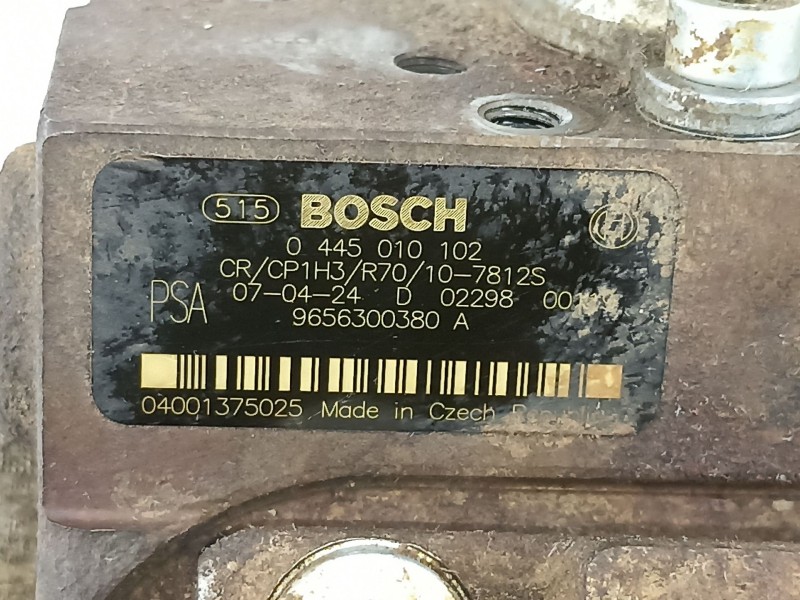 515 BOSCH
0 445 010 102
CR/CP1H3/R70/10-7812S
PSA 07-04-24 D 02298
9656300380 A
04001375025 Made in Czech